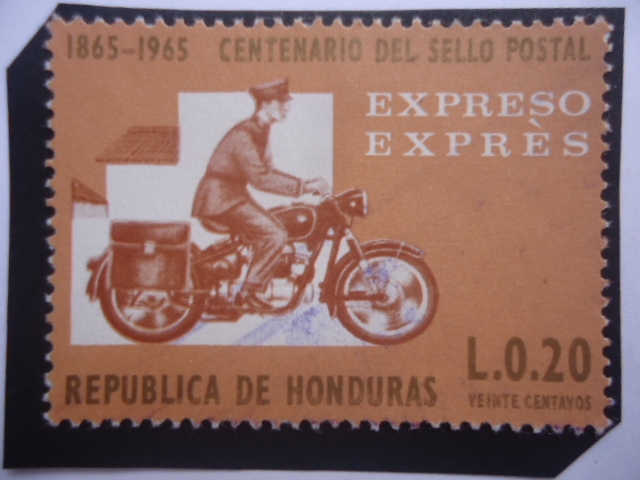 1865-1965 CENTENARIO DEL SELLO POSTAL
EXPRESO
EXPRÈS
L.0.20
REPUBLICA DE HONDURAS
VEINTE CENTAVOS